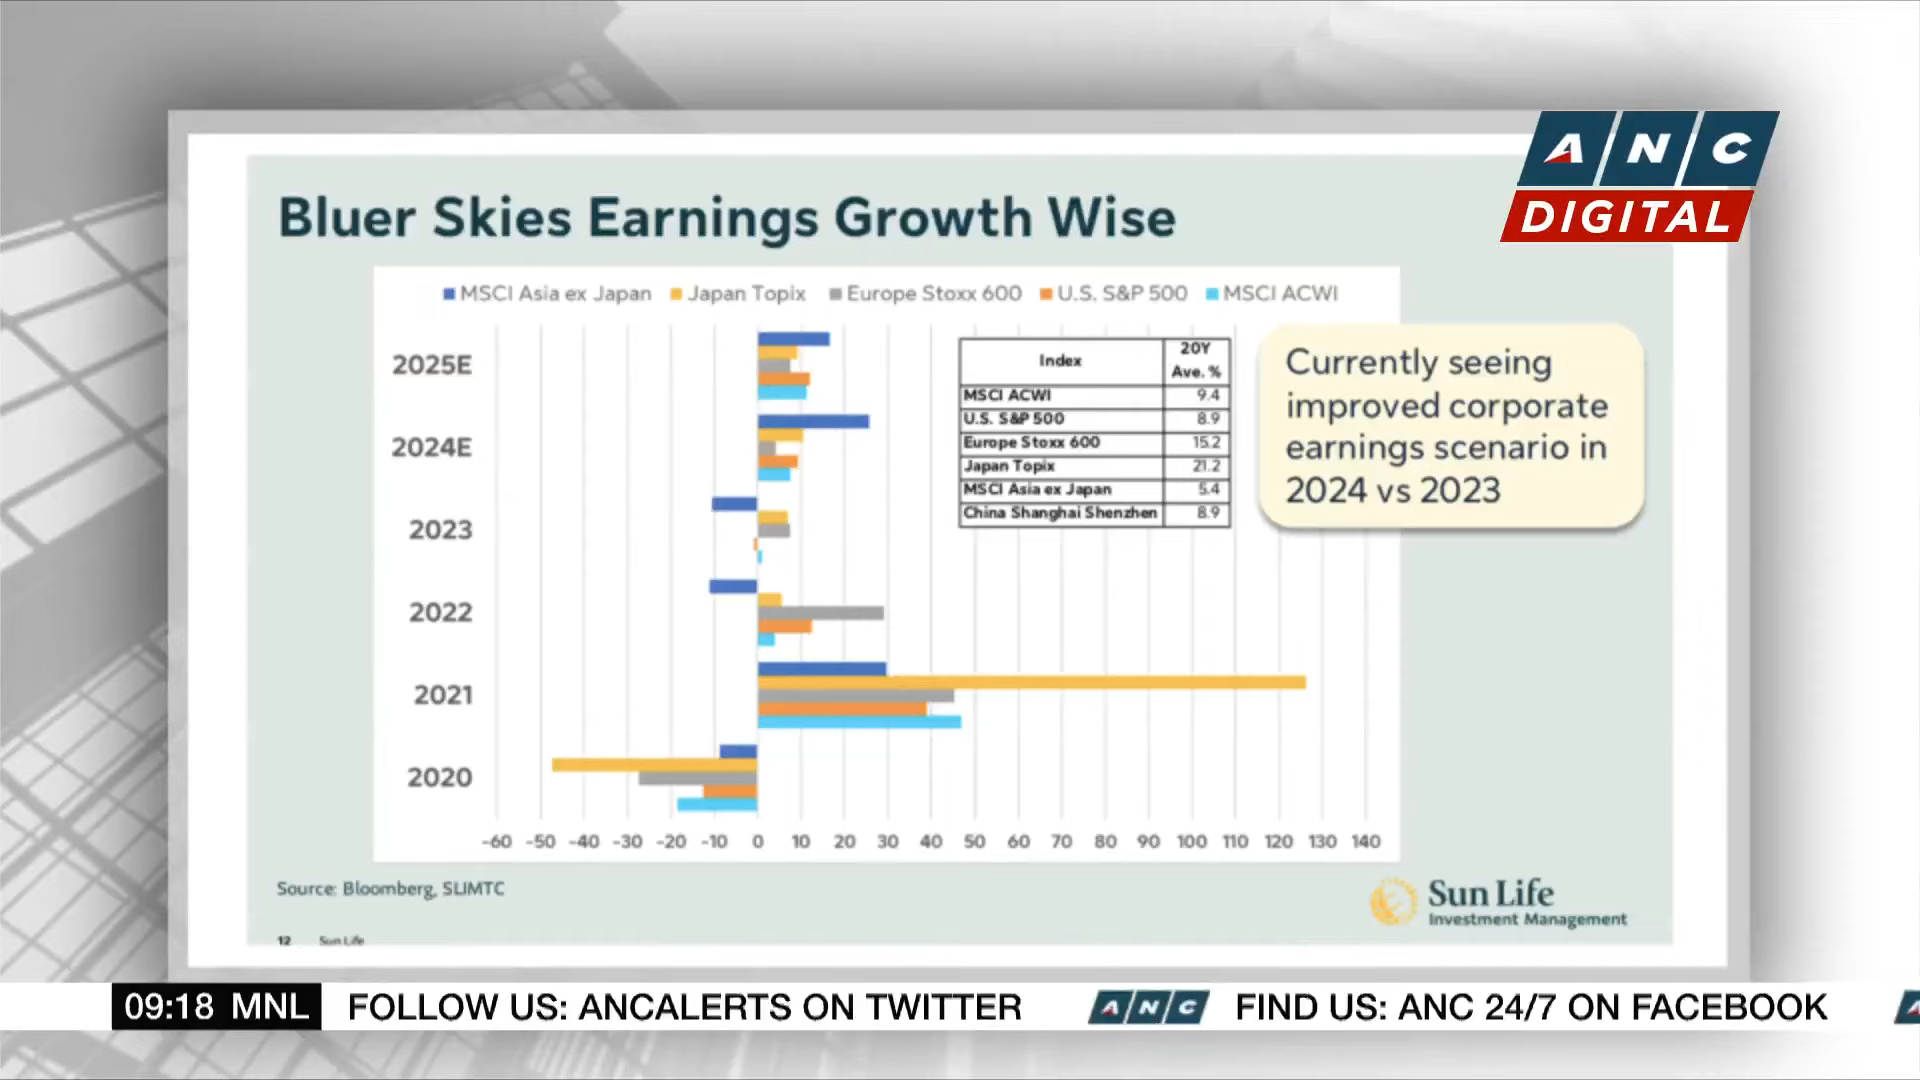 ANC
DIGITAL
Bluer Skies Earnings Growth Wise
MSCI Asia ex Japan Japan Topix Europe Stoxx 600 U.S. S&P 500 MSCI ACWI
2025E
2024E
2023
2022
2021
2020
-60 -50 -40 -30 -20 -10 0 10 20 30 40 50 60 70 80 90 100 110 120 130 140
Index 20Y Ave. %
MSCI ACWI 9.4
U.S. S&P 500 8.9
Europe Stoxx 600 15.2
Japan Topix 21.2
MSCI Asia ex Japan 5.4
China Shanghai Shenzhen 8.9
Currently seeing
improved corporate
earnings scenario in
2024 vs 2023
Source: Bloomberg, SLIMTC
Sun Life
Investment Management
12 Sun Life
09:18 MNL FOLLOW US: ANCALERTS ON TWITTER ANC FIND US: ANC 24/7 ON FACEBOOK